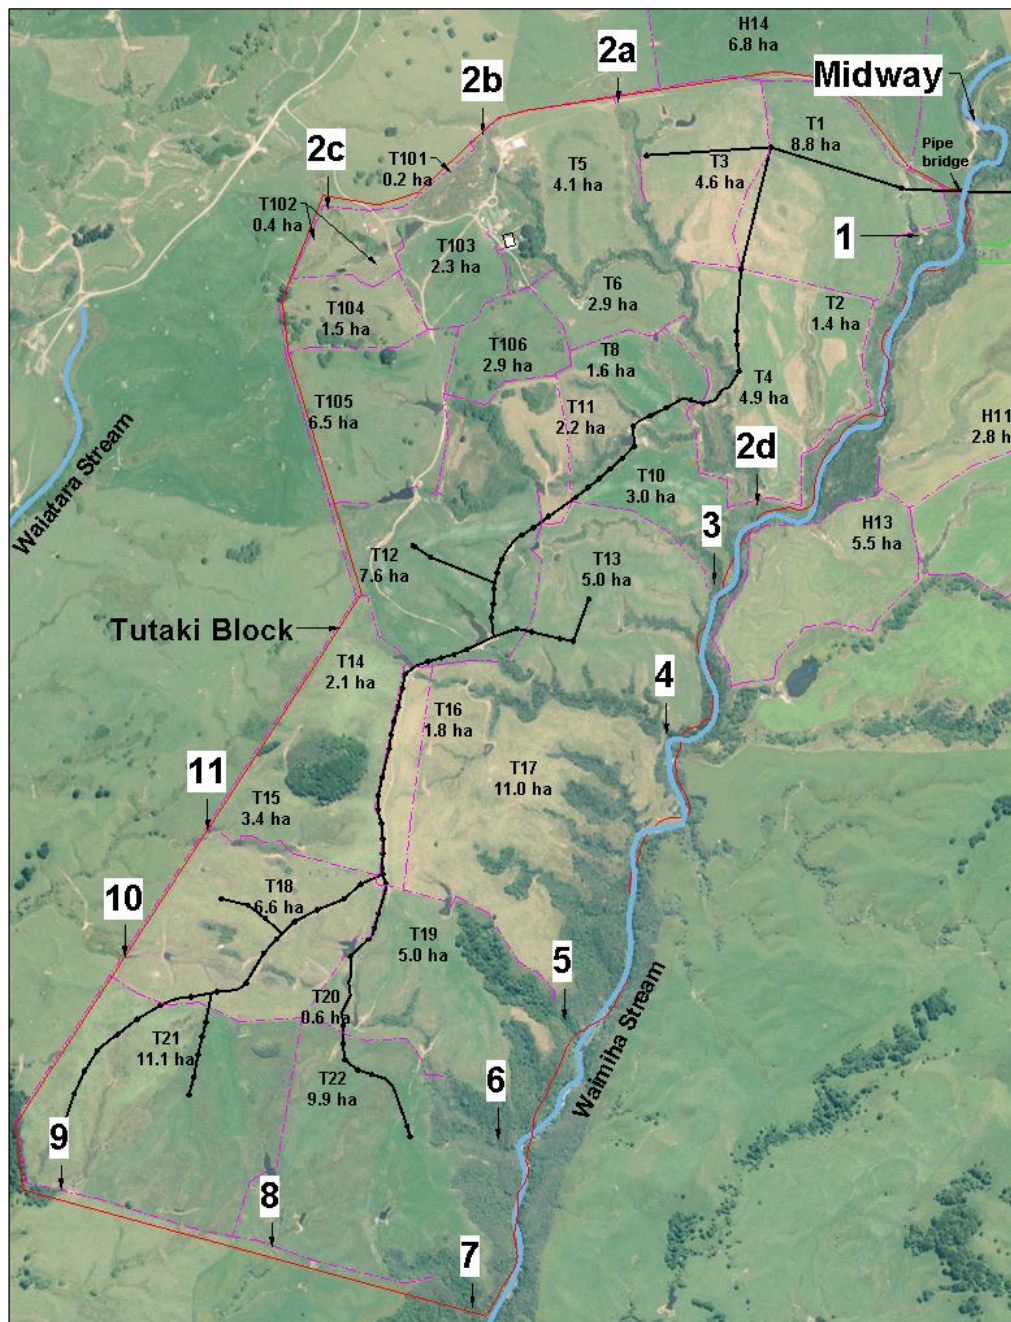 H14
6.8 ha
2a
2b
Midway
T1
8.8 ha
Pipe
bridge
2c
T101
0.2 ha
T5
4.1 ha
T3
4.6 ha
T102
0.4 ha
1
T103
2.3 ha
T6
2.9 ha
T2
1.4 ha
T104
1.5 ha
T106
2.9 ha
T8
1.6 ha
T4
4.9 ha
T105
6.5 ha
T11
2.2 ha
H11
2.8 h
2d
Waiatara Stream
T10
3.0 ha
3
H13
5.5 ha
T12
7.6 ha
T13
5.0 ha
Tutaki Block
T14
2.1 ha
4
T16
1.8 ha
11
T17
11.0 ha
T15
3.4 ha
10
T18
6.6 ha
T19
5.0 ha
5
T20
0.6 ha
Waimiha Stream
T21
11.1 ha
T22
9.9 ha
6
9
8
7